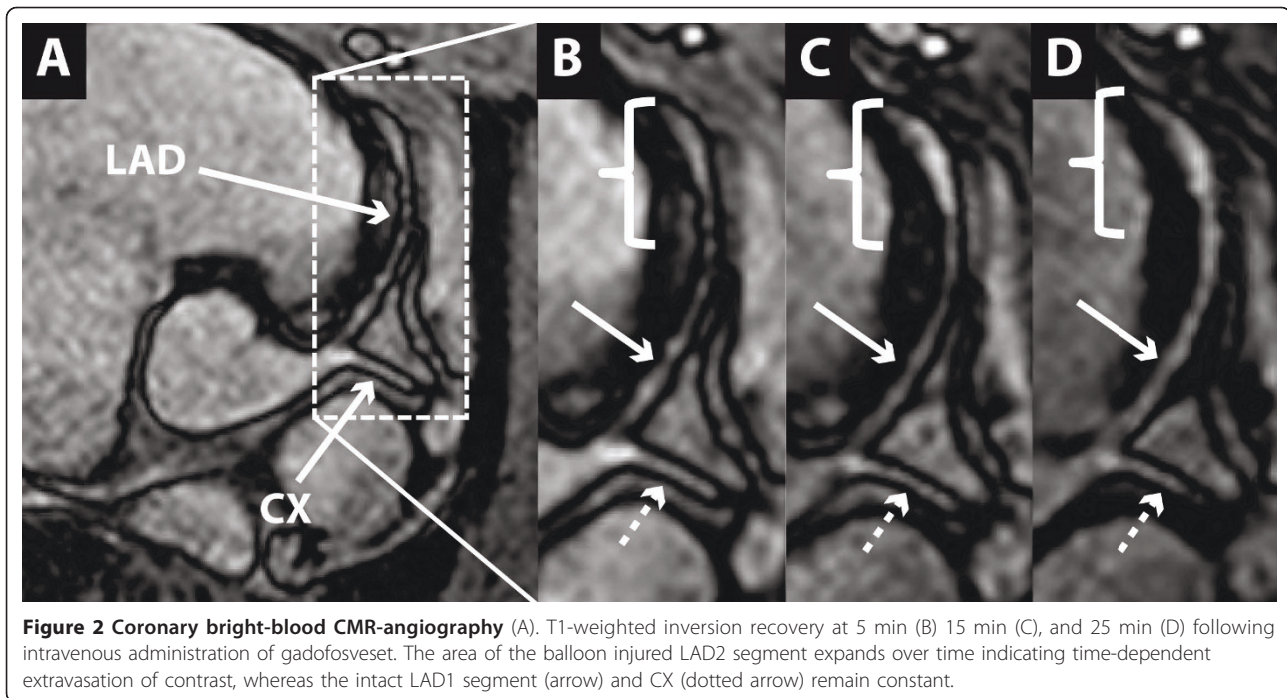 A
B
C
D
LAD
CX
Figure 2 Coronary bright-blood CMR-angiography (A). T1-weighted inversion recovery at 5 min (B) 15 min (C), and 25 min (D) following
intravenous administration of gadofosveset. The area of the balloon injured LAD2 segment expands over time indicating time-dependent
extravasation of contrast, whereas the intact LAD1 segment (arrow) and CX (dotted arrow) remain constant.